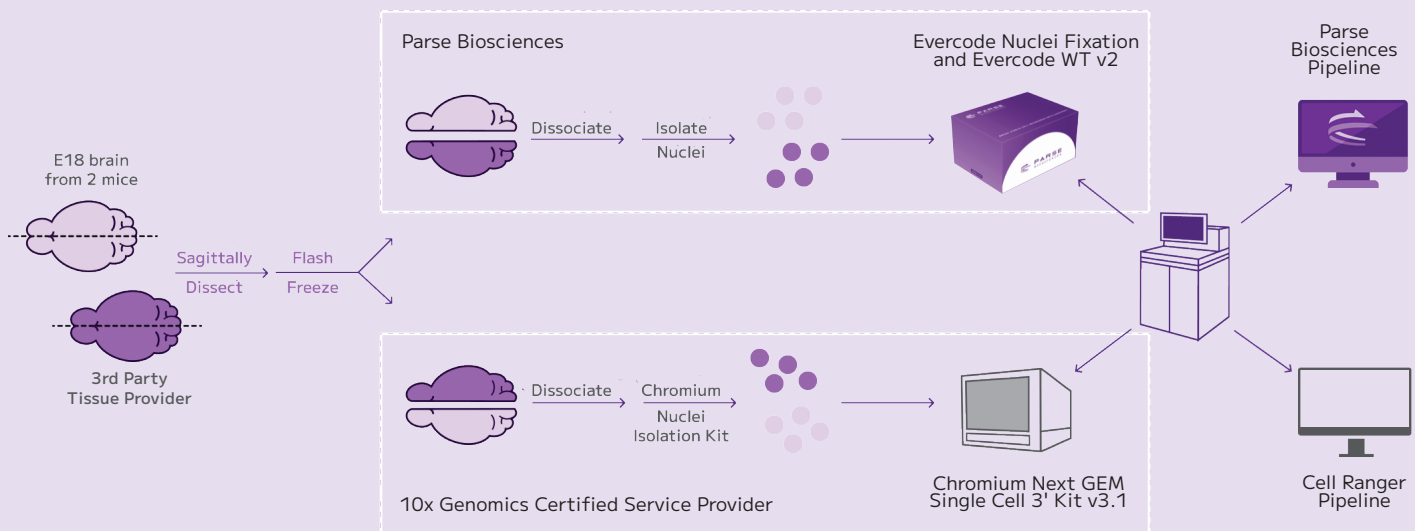 E18 brain
from 2 mice
3rd Party
Tissue Provider
Sagittally
Dissect
Flash
Freeze
Parse Biosciences
Dissociate
Isolate
Nuclei
Evercode Nuclei Fixation
and Evercode WT v2
PARSE
PARSE
10x Genomics Certified Service Provider
Dissociate
Chromium
Nuclei
Isolation Kit
Chromium Next GEM
Single Cell 3' Kit v3.1
Parse
Biosciences
Pipeline
Cell Ranger
Pipeline